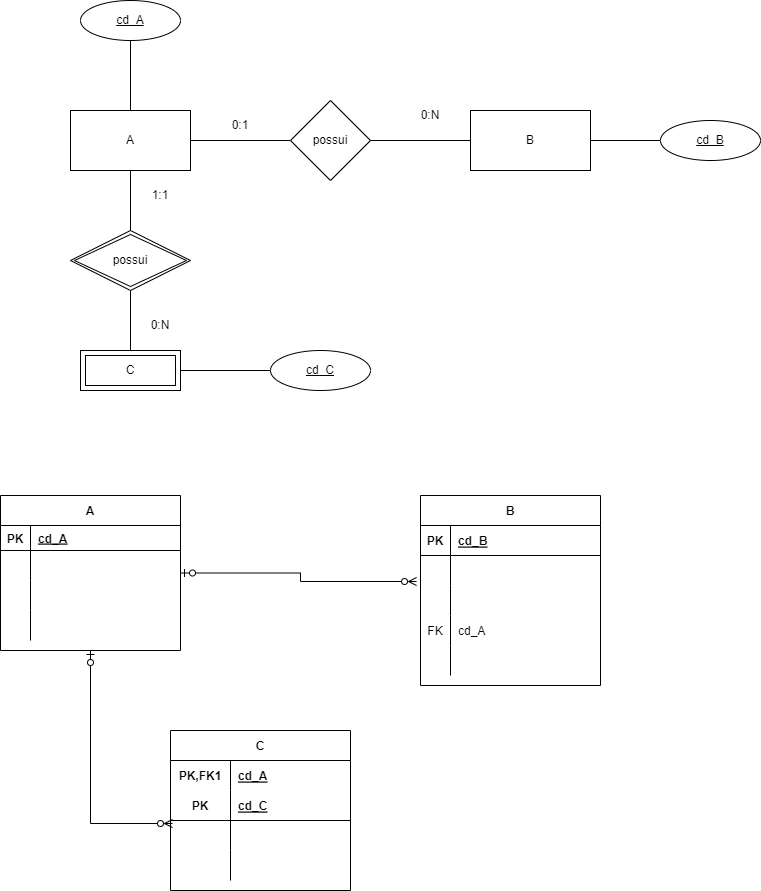 cd_A
A
0:1
possui
0:N
B
cd_B
1:1
possui
0:N
C
cd_C
A
PK cd_A
B
PK cd_B
FK cd_A
C
PK,FK1 cd_A
PK cd_C